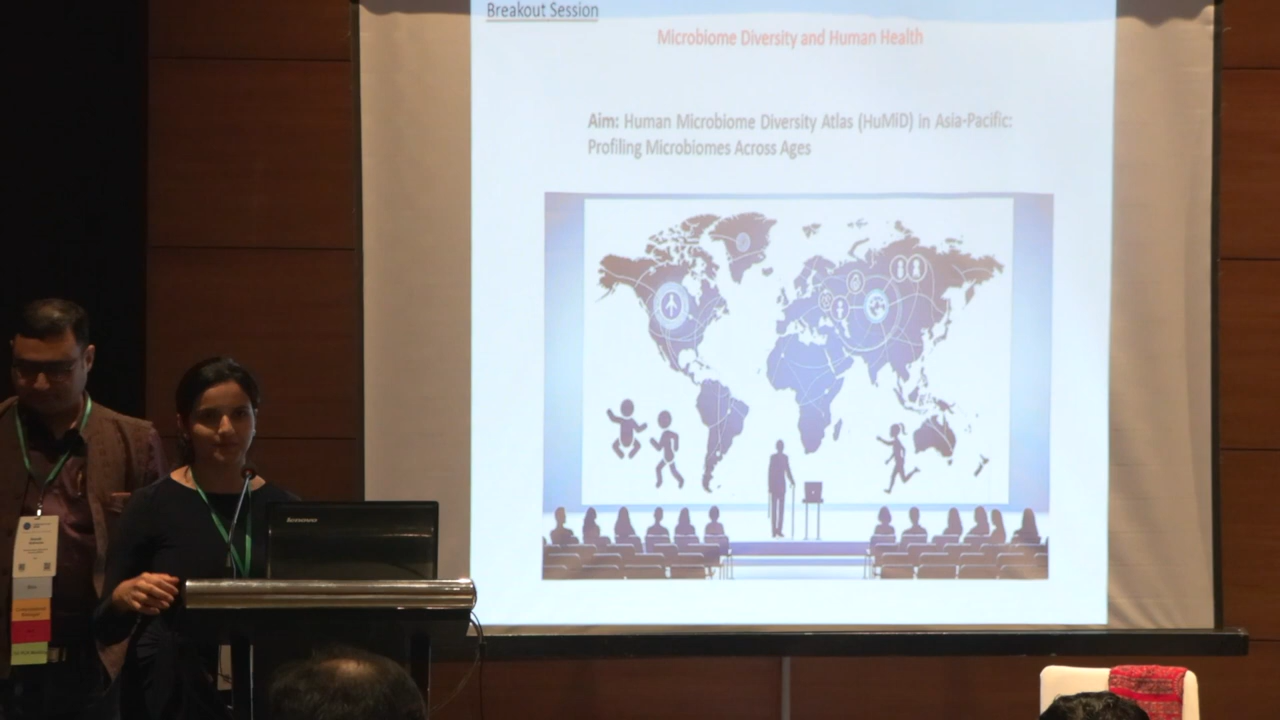 Breakout Session
Microbiome Diversity and Human Health
Aim: Human Microbiome Diversity Atlas (HuMiD) in Asia-Pacific:
Profiling Microbiomes Across Ages
lenovo